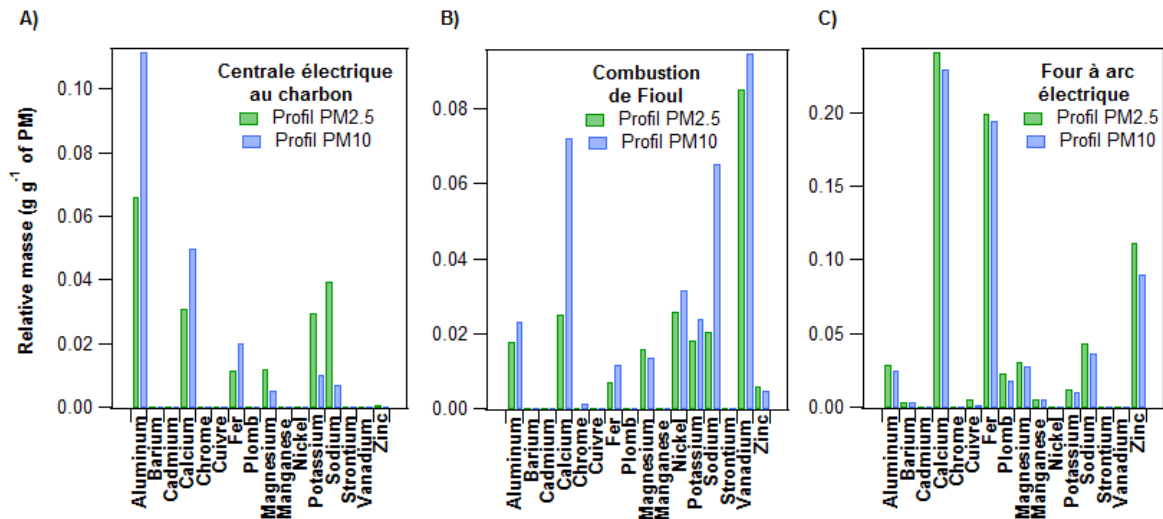 A)
Relative masse (g g⁻¹ of PM)
0.10
0.08
0.06
0.04
0.02
0.00
Centrale électrique
au charbon
Profil PM2.5
Profil PM10
Aluminium
Barium
Cadmium
Calcium
Chrome
Cuivre
Fer
Plomb
Magnesium
Manganese
Nickel
Potassium
Sodium
Strontium
Vanadium
Zinc
B)
0.08
0.06
0.04
0.02
0.00
Combustion
de Fioul
Profil PM2.5
Profil PM10
Aluminum
Barium
Cadmium
Calcium
Chrome
Cuivre
Fer
Plomb
Magnesium
Manganese
Nickel
Potassium
Sodium
Strontium
Vanadium
Zinc
C)
0.20
0.15
0.10
0.05
0.00
Four à arc
électrique
Profil PM2.5
Profil PM10
Aluminum
Barium
Cadmium
Calcium
Chrome
Cuivre
Fer
Plomb
Magnesium
Manganese
Nickel
Potassium
Sodium
Strontium
Vanadium
Zinc